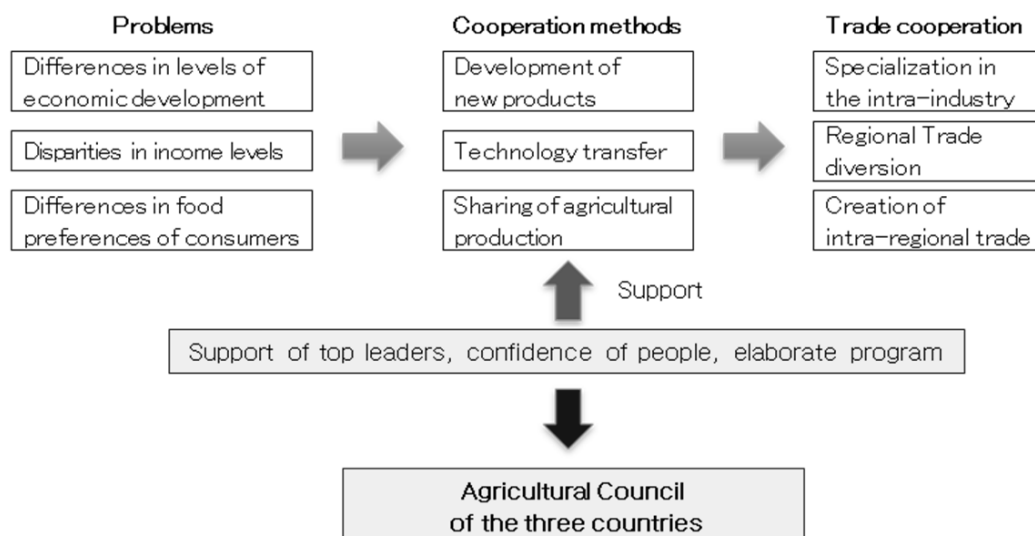 Problems
Differences in levels of
economic development
Disparities in income levels
Differences in food
preferences of consumers
Cooperation methods
Development of
new products
Technology transfer
Sharing of agricultural
production
Trade cooperation
Specialization in
the intra-industry
Regional Trade
diversion
Creation of
intra-regional trade
Support
Support of top leaders, confidence of people, elaborate program
Agricultural Council
of the three countries